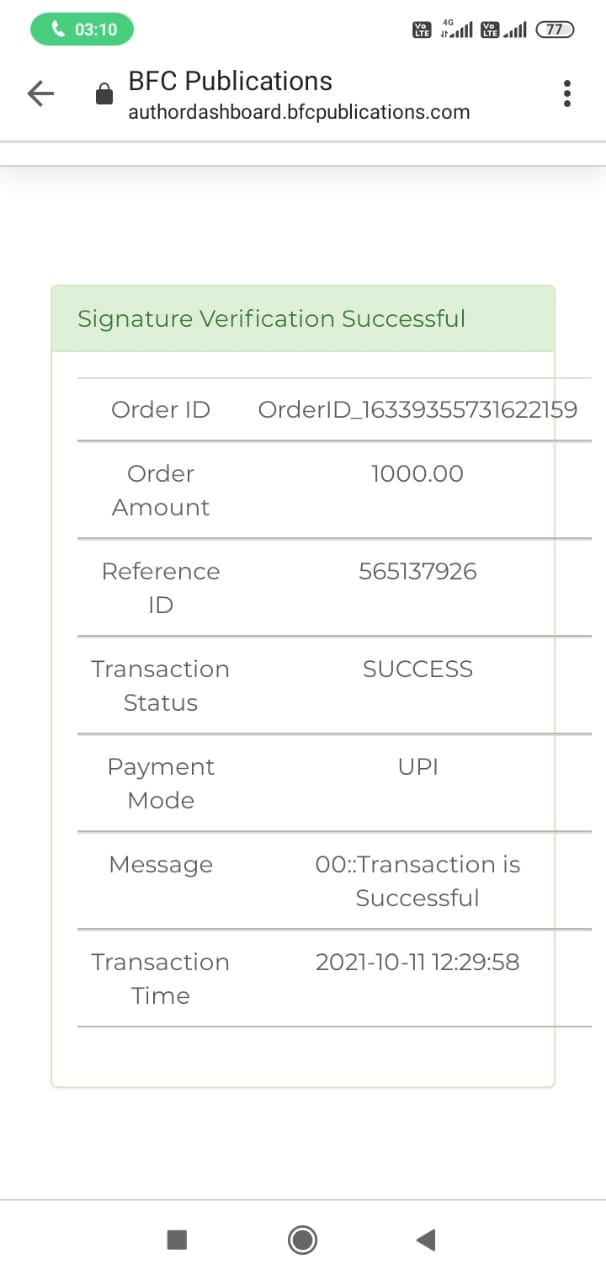 03:10
Vo LTE 4G Vo LTE 77
BFC Publications
authordashboard.bfcpublications.com
Signature Verification Successful
Order ID OrderID_16339355731622159
Order 1000.00
Amount
Reference 565137926
ID
Transaction SUCCESS
Status
Payment UPI
Mode
Message 00::Transaction is
Successful
Transaction 2021-10-11 12:29:58
Time